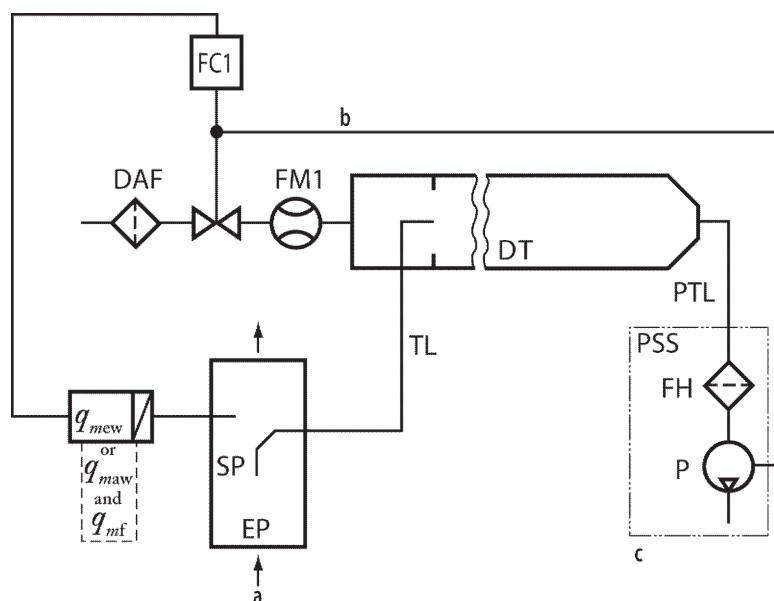 FC1
b
DAF
FM1
DT
PTL
TL
PSS
FH
qmew
or
qmaw
and
qmf
SP
P
EP
c
a